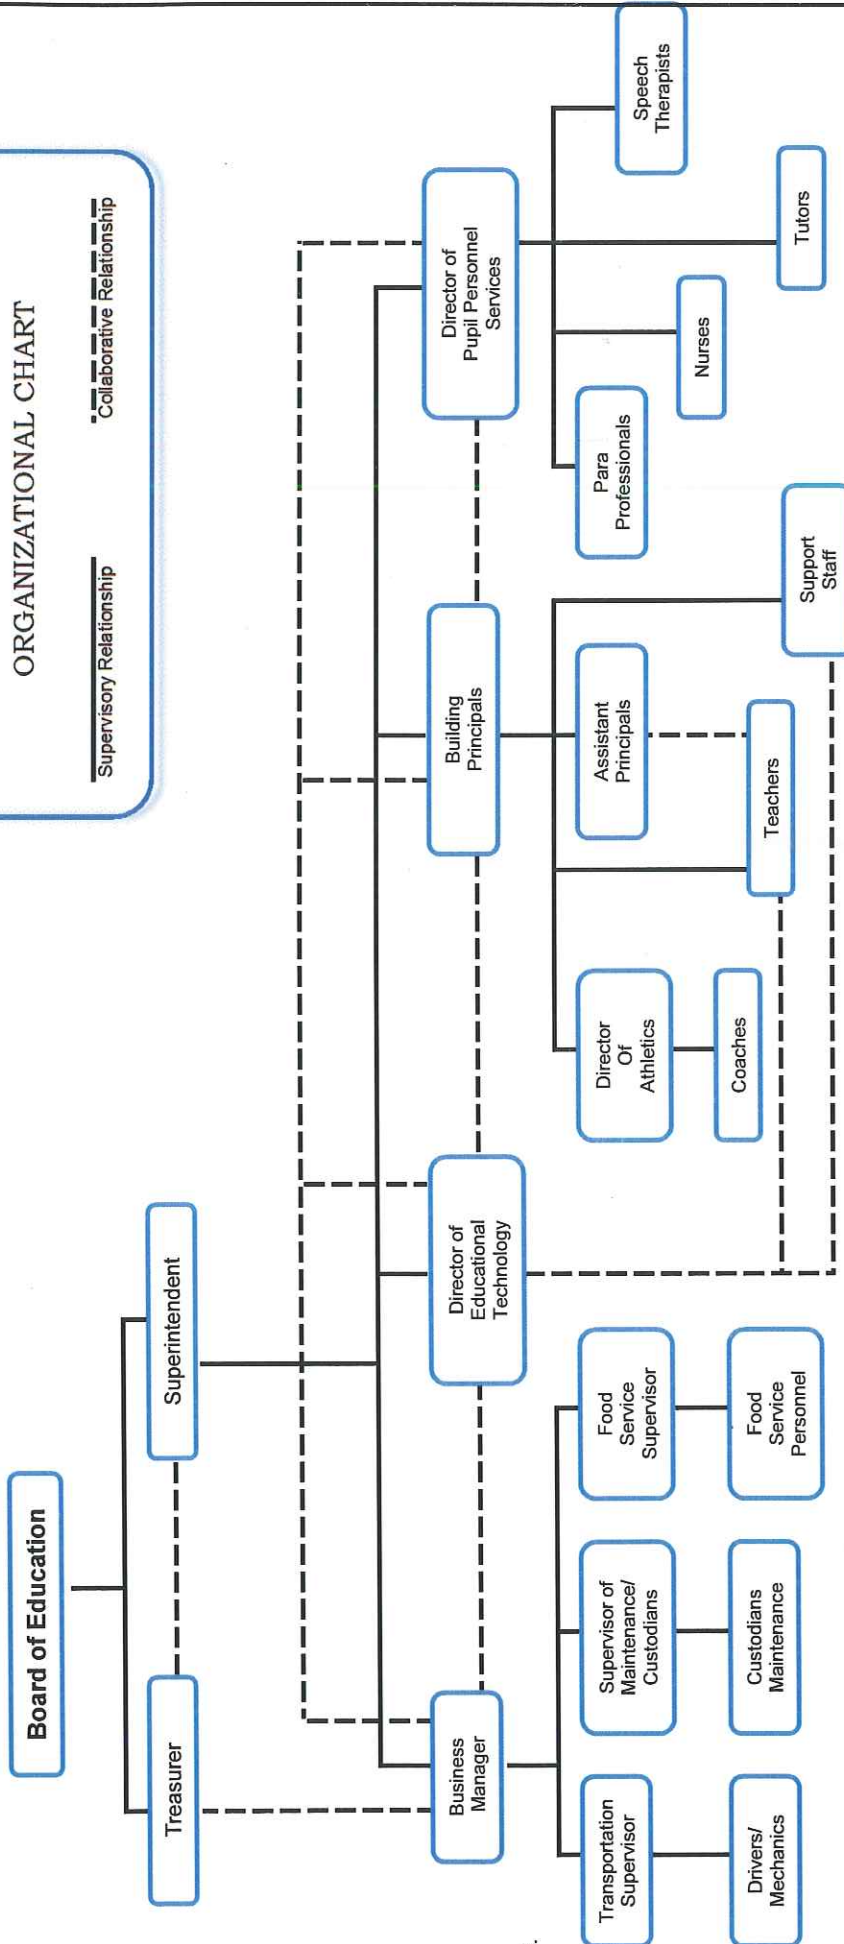 ORGANIZATIONAL CHART
Supervisory Relationship
Collaborative Relationship
Board of Education
Treasurer
Superintendent
Business
Manager
Director of
Educational
Technology
Building
Principals
Director of
Pupil Personnel
Services
Transportation
Supervisor
Supervisor of
Maintenance/
Custodians
Food
Service
Supervisor
Director
Of
Athletics
Assistant
Principals
Para
Professionals
Speech
Therapists
Drivers/
Mechanics
Custodians
Maintenance
Food
Service
Personnel
Coaches
Teachers
Support
Staff
Nurses
Tutors